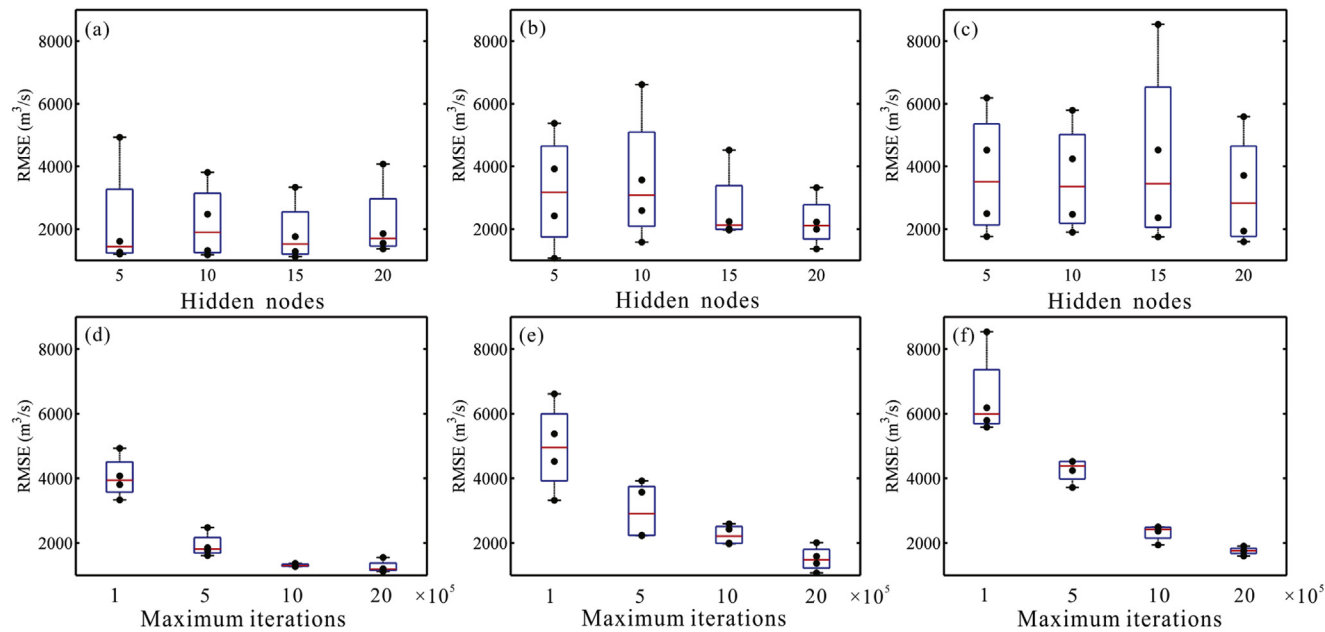 (a)
8000
6000
4000
2000
RMSE (m³/s)
5 10 15 20
Hidden nodes
(b)
8000
6000
4000
2000
RMSE (m³/s)
5 10 15 20
Hidden nodes
(c)
8000
6000
4000
2000
RMSE (m³/s)
5 10 15 20
Hidden nodes
(d)
8000
6000
4000
2000
RMSE (m³/s)
1 5 10 20 ×10⁵
Maximum iterations
(e)
8000
6000
4000
2000
RMSE (m³/s)
1 5 10 20 ×10⁵
Maximum iterations
(f)
8000
6000
4000
2000
RMSE (m³/s)
1 5 10 20 ×10⁵
Maximum iterations